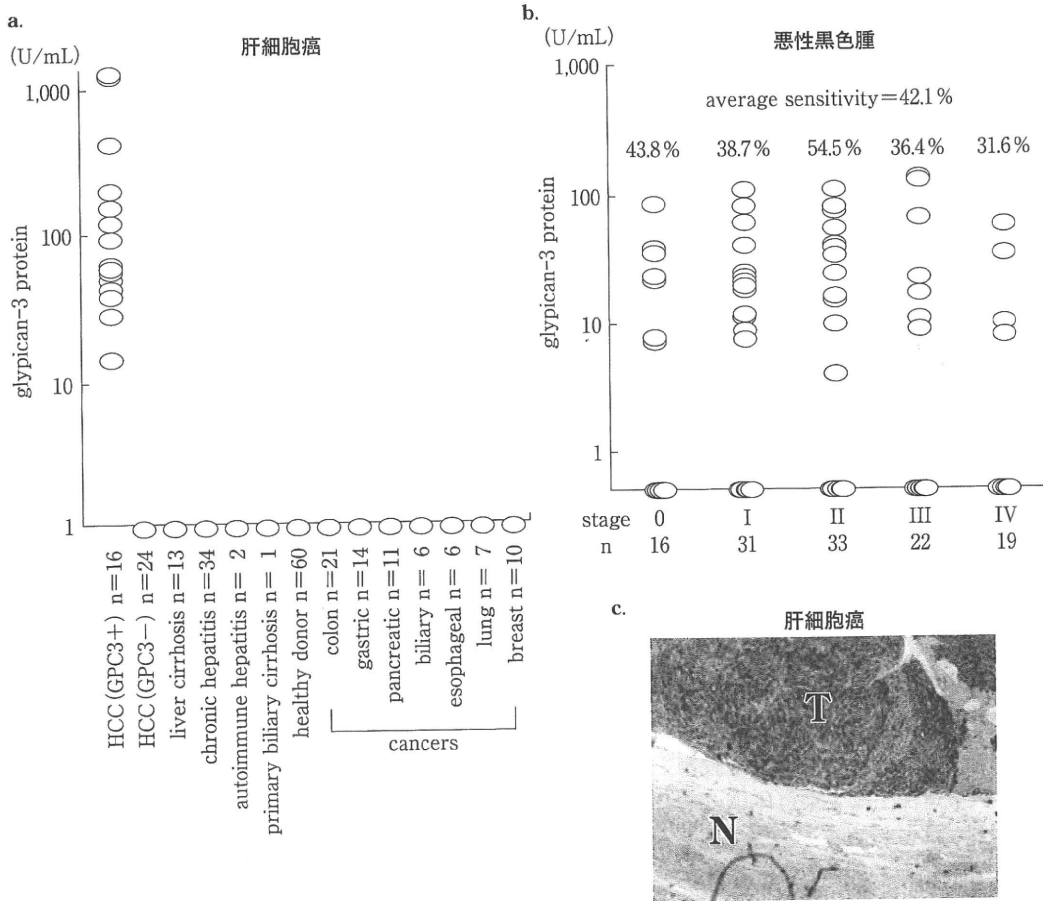 a.
肝細胞癌
(U/mL)
1,000
100
10
1
glypican-3 protein
HCC (GPC3+) n=16
HCC (GPC3−) n=24
liver cirrhosis n=13
chronic hepatitis n=34
autoimmune hepatitis n= 2
primary biliary cirrhosis n= 1
healthy donor n=60
colon n=21
gastric n=14
pancreatic n=11
biliary n= 6
esophageal n= 6
lung n= 7
breast n=10
cancers
b.
悪性黒色腫
(U/mL)
1,000
average sensitivity=42.1%
43.8% 38.7% 54.5% 36.4% 31.6%
100
10
1
glypican-3 protein
stage 0 I II III IV
n 16 31 33 22 19
c.
肝細胞癌
T
N